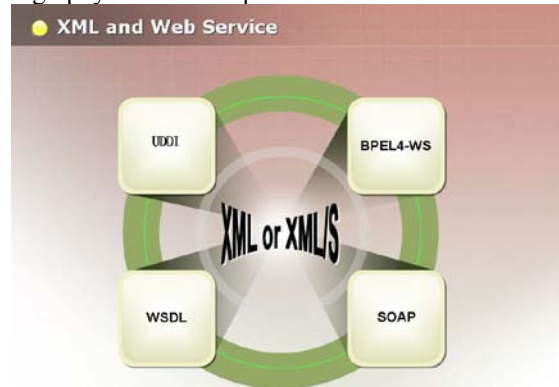 XML and Web Service
UDDI
BPEL4-WS
XML or XML/S
WSDL
SOAP